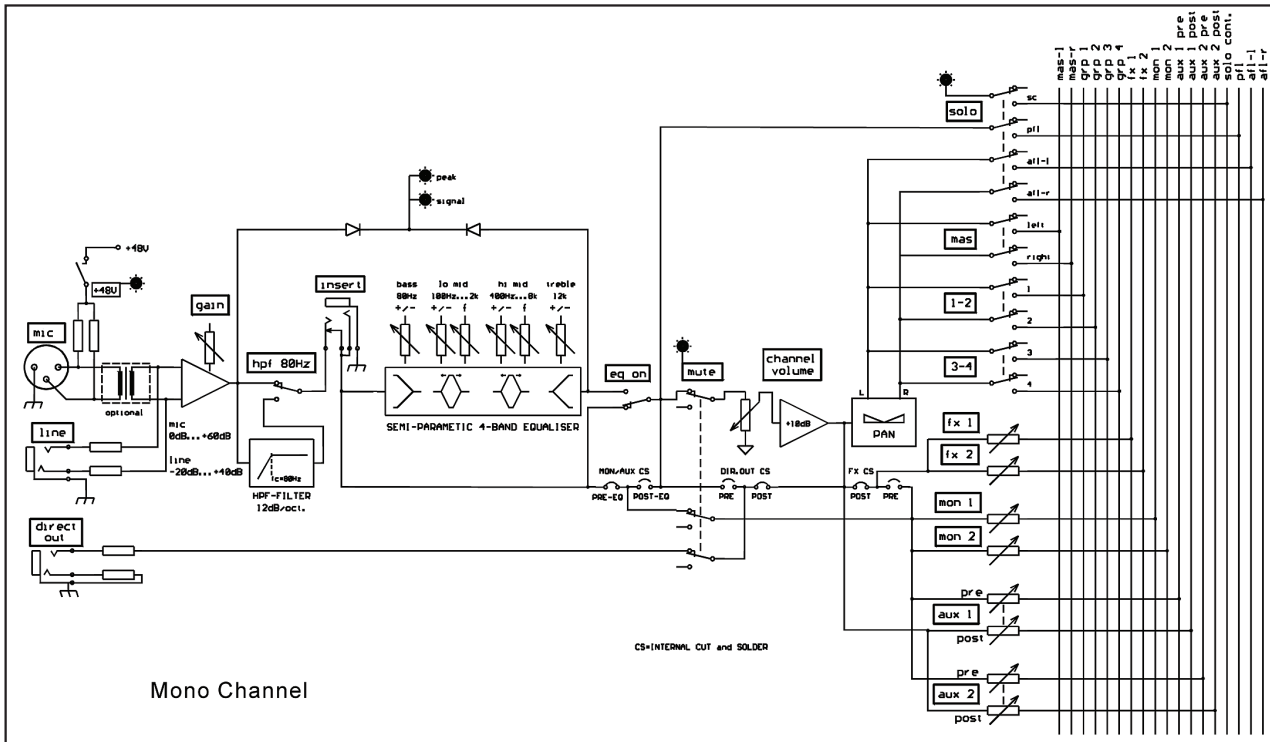 mas-l
mas-r
grp 1
grp 2
grp 3
grp 4
fx 1
fx 2
mon 1
mon 2
aux 1 pre
aux 1 post
aux 2 pre
aux 2 post
solo cont.
pfl
afl-l
afl-r
solo
sc
pfl
afl-l
afl-r
mas
left
right
1-2
1
2
3-4
3
4
peak
signal
+48V
+48V
gain
mic
optional
line
mic
0dB...+60dB
line
-20dB...+40dB
hpf 80Hz
fc=80Hz
HPF-FILTER
12dB/oct.
insert
bass
80Hz
+/-
lo mid
100Hz...2k
+/- f
hi mid
400Hz...8k
+/- f
treble
12k
+/-
SEMI-PARAMETIC 4-BAND EQUALISER
eq on
mute
channel
volume
+10dB
L R
PAN
MON/AUX CS
PRE-EQ POST-EQ
DIR.OUT CS
PRE POST
FX CS
POST PRE
fx 1
fx 2
mon 1
mon 2
pre
aux 1
post
pre
aux 2
post
direct
out
CS=INTERNAL CUT and SOLDER
Mono Channel